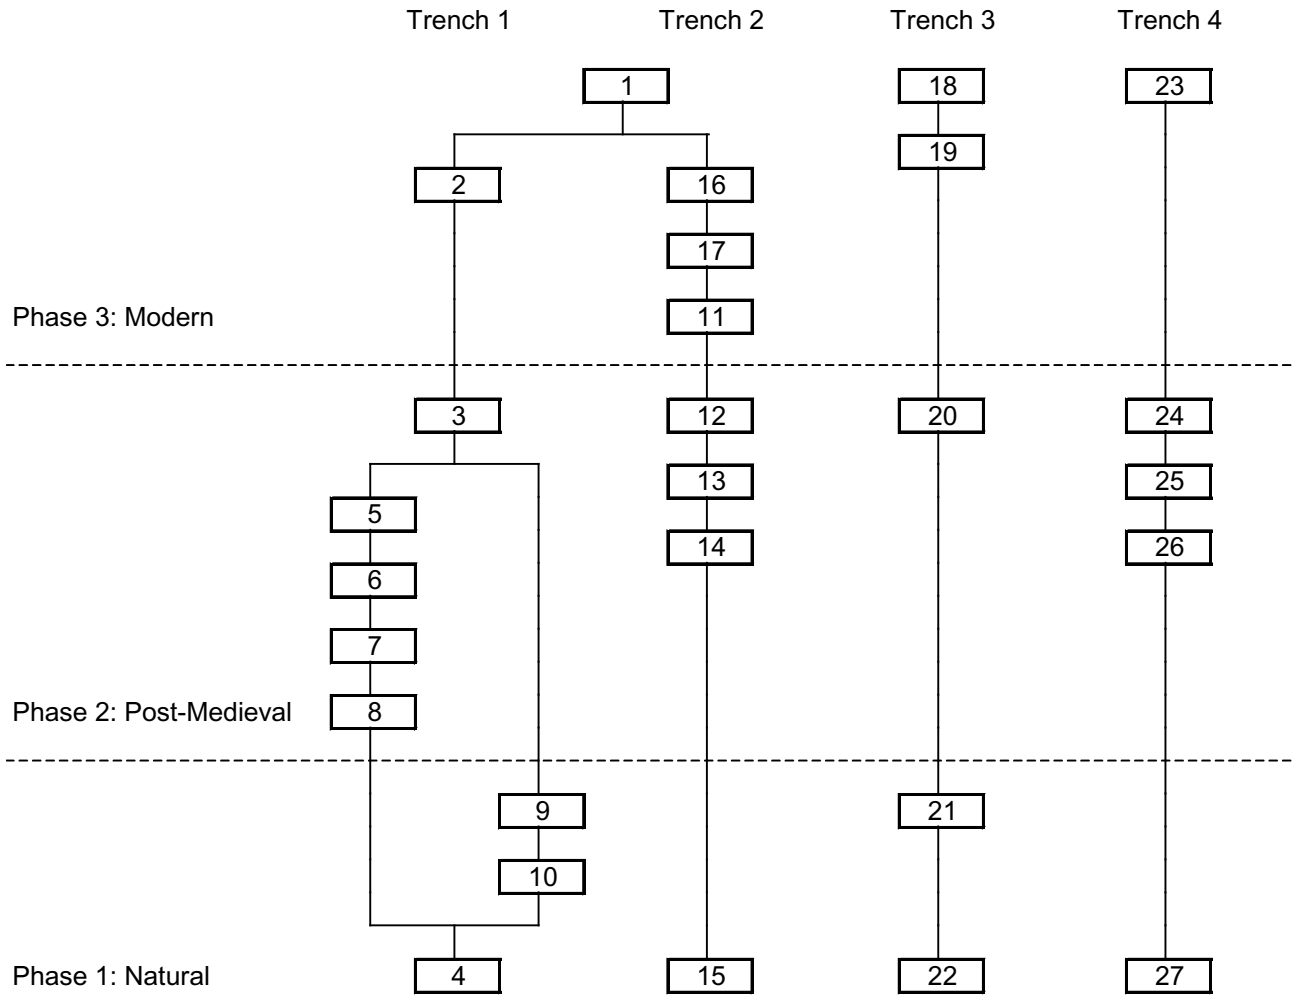 Trench 1 Trench 2 Trench 3 Trench 4
1 18 23
19
2 16
17
Phase 3: Modern 11
3 12 20 24
13 25
5
14 26
6
7
Phase 2: Post-Medieval 8
9 21
10
Phase 1: Natural 4 15 22 27